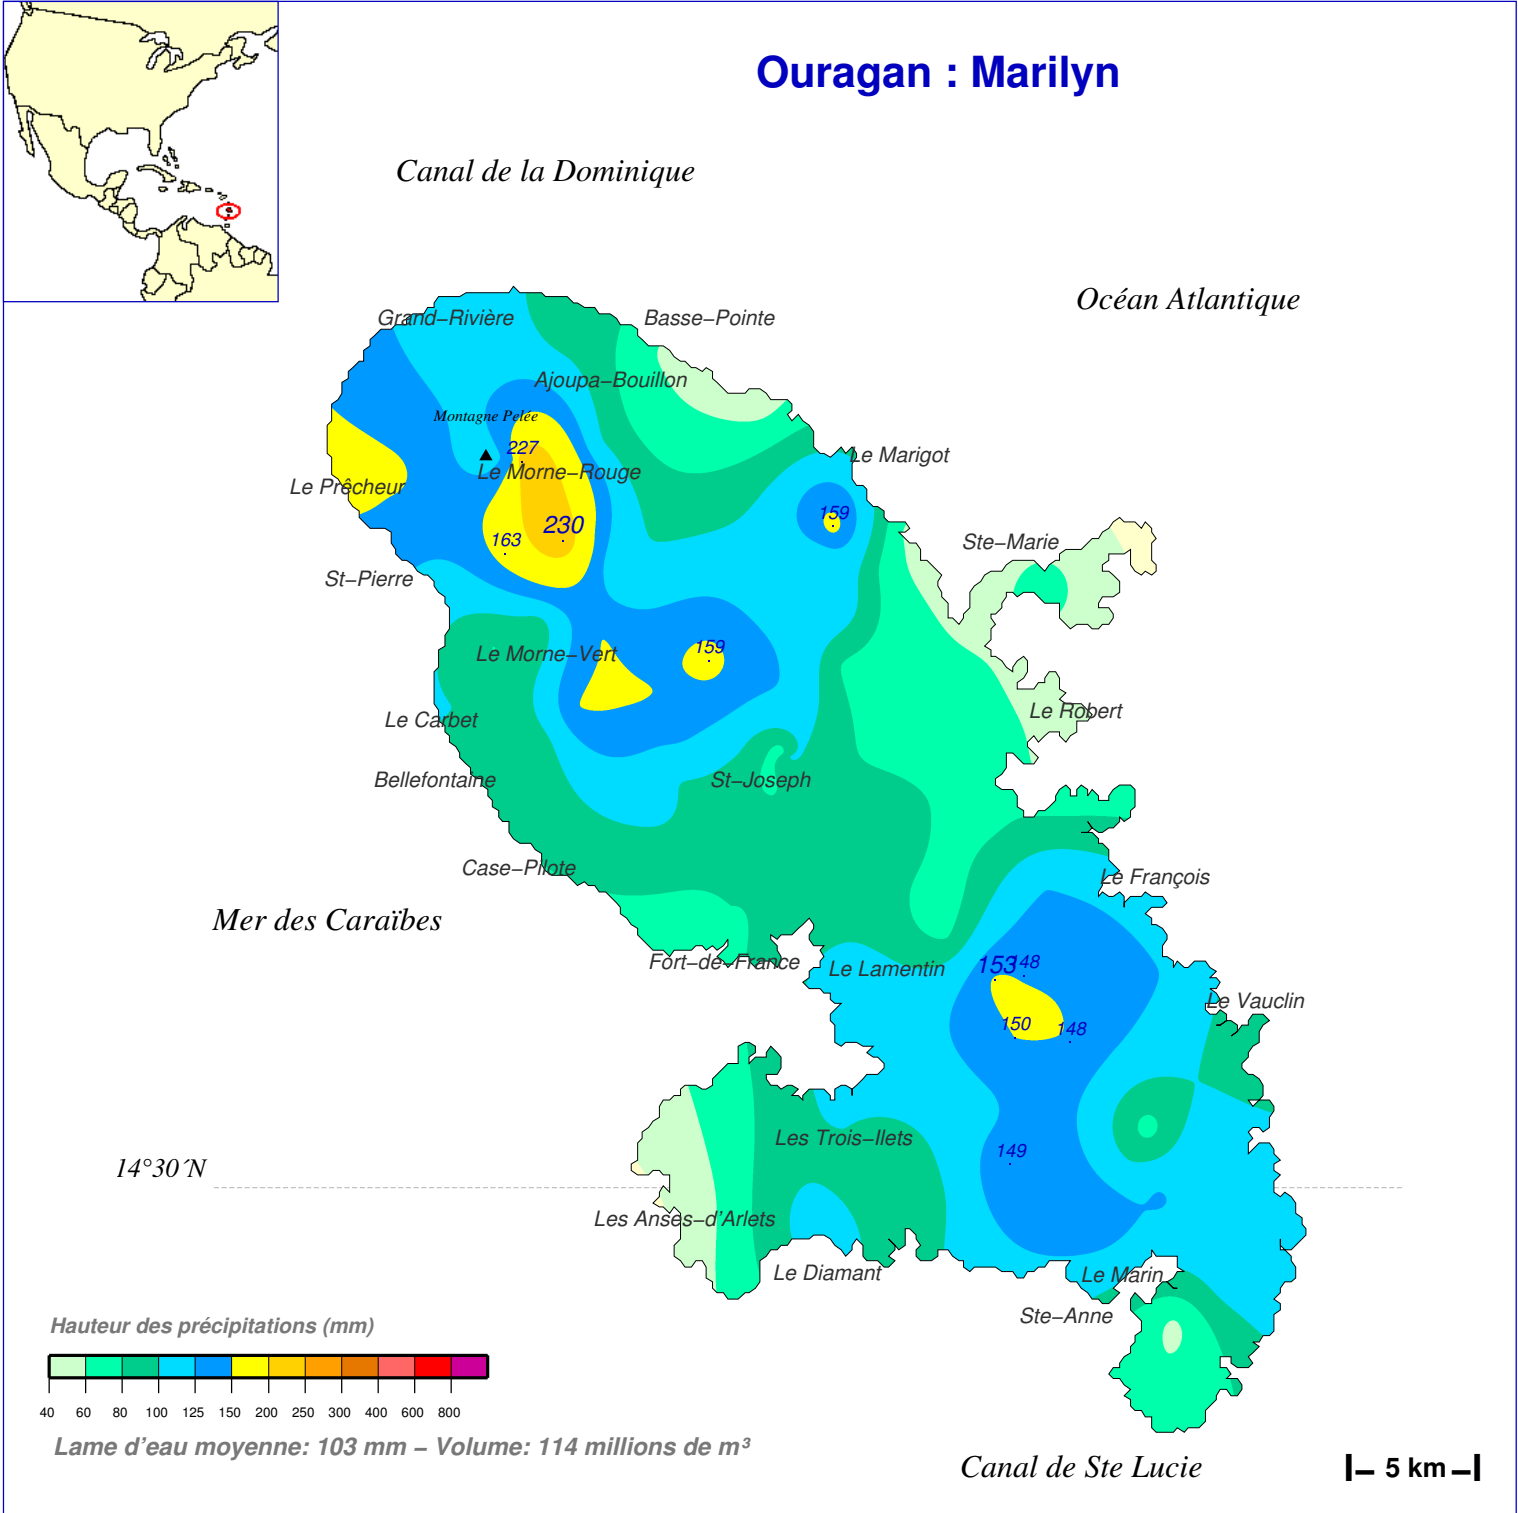 Ouragan : Marilyn
Canal de la Dominique
Océan Atlantique
Grand−Rivière
Basse−Pointe
Ajoupa−Bouillon
Montagne Pelée
227
Le Marigot
Le Morne−Rouge
Le Prêcheur
159
230
163
Ste−Marie
St−Pierre
Le Morne−Vert
159
Le Robert
Le Carbet
Bellefontaine
St−Joseph
Case−Pilote
Le François
Mer des Caraïbes
Fort−de−France
Le Lamentin
153
148
Le Vauclin
150
148
Les Trois−Ilets
149
14°30´N
Les Anses−d'Arlets
Le Diamant
Le Marin
Ste−Anne
Hauteur des précipitations (mm)
40 60 80 100 125 150 200 250 300 400 600 800
Lame d'eau moyenne: 103 mm − Volume: 114 millions de m³
Canal de Ste Lucie
5 km